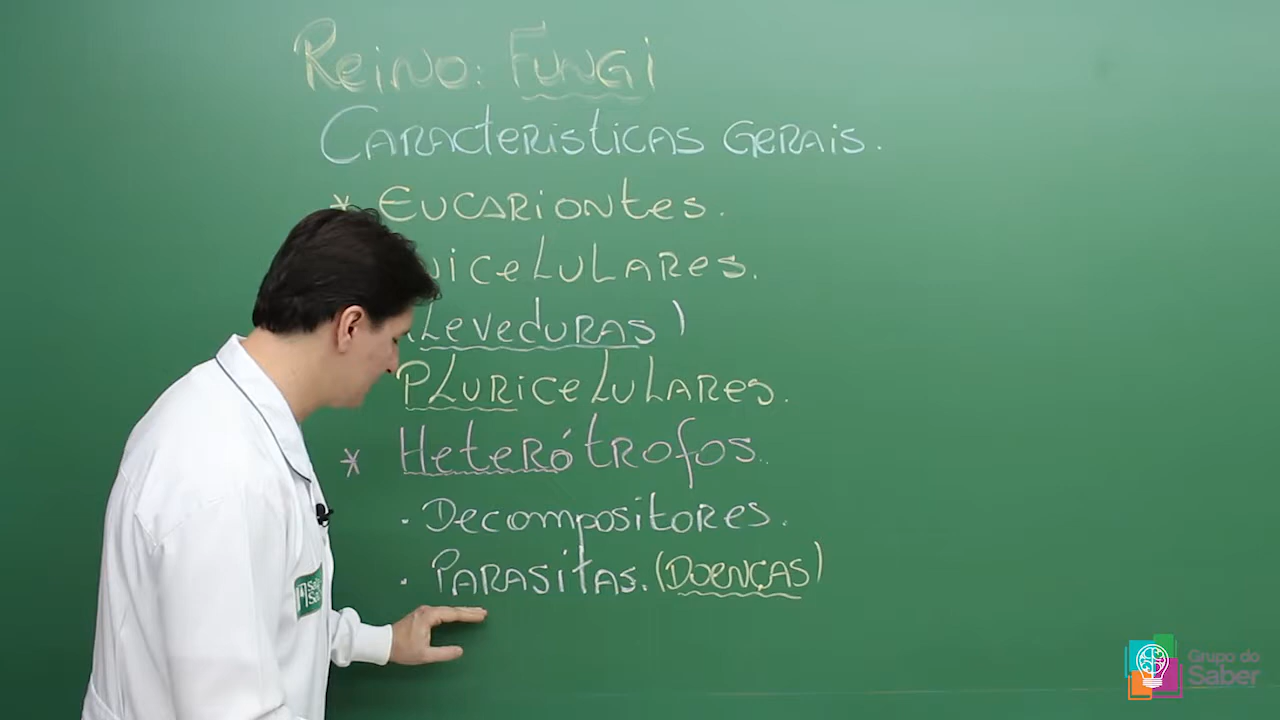 Reino: Fungi
Caracteristicas Gerais.
* Eucariontes.
nicelulares.
(Leveduras)
Pluricelulares.
* Heterótrofos.
· Decompositores.
· Parasitas. (Doenças)
Grupo do
Saber